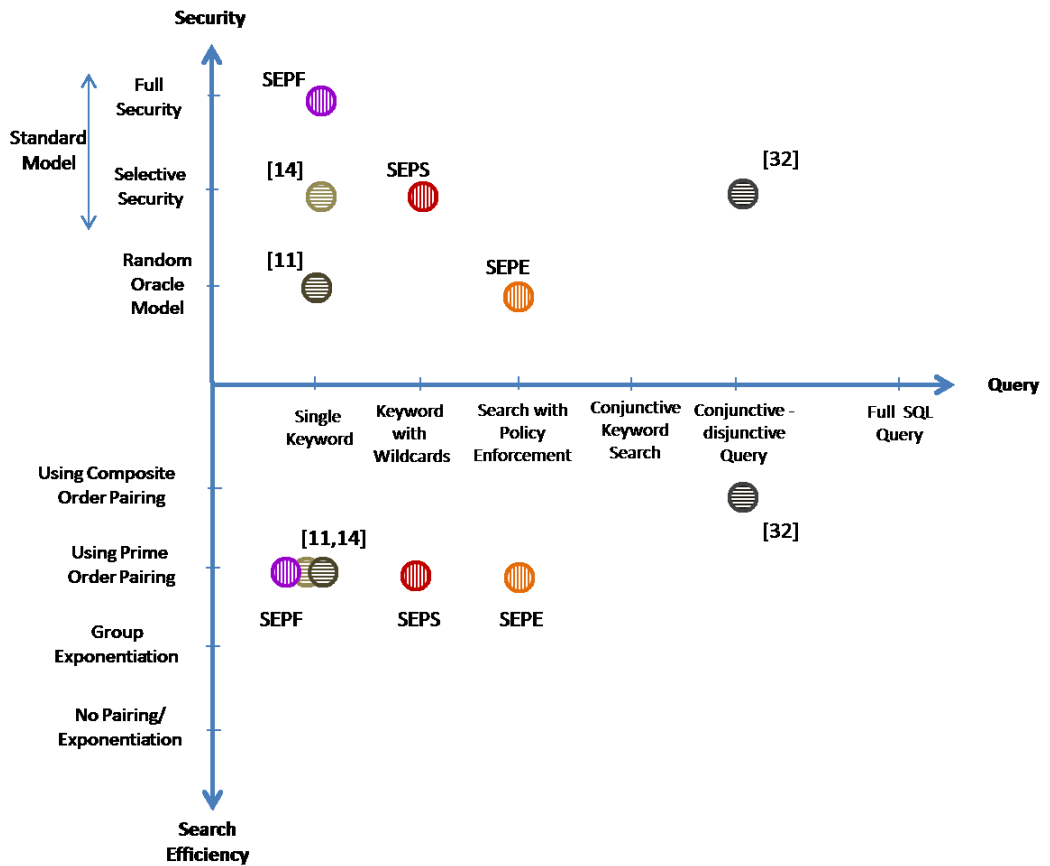 Security
Full
Security
SEPF
Standard
Model
Selective
Security
[14]
SEPS
[32]
Random
Oracle
Model
[11]
SEPE
Query
Single
Keyword
Keyword
with
Wildcards
Search with
Policy
Enforcement
Conjunctive
Keyword
Search
Conjunctive -
disjunctive
Query
Full SQL
Query
Using Composite
Order Pairing
[32]
Using Prime
Order Pairing
[11,14]
SEPF
SEPS
SEPE
Group
Exponentiation
No Pairing/
Exponentiation
Search
Efficiency